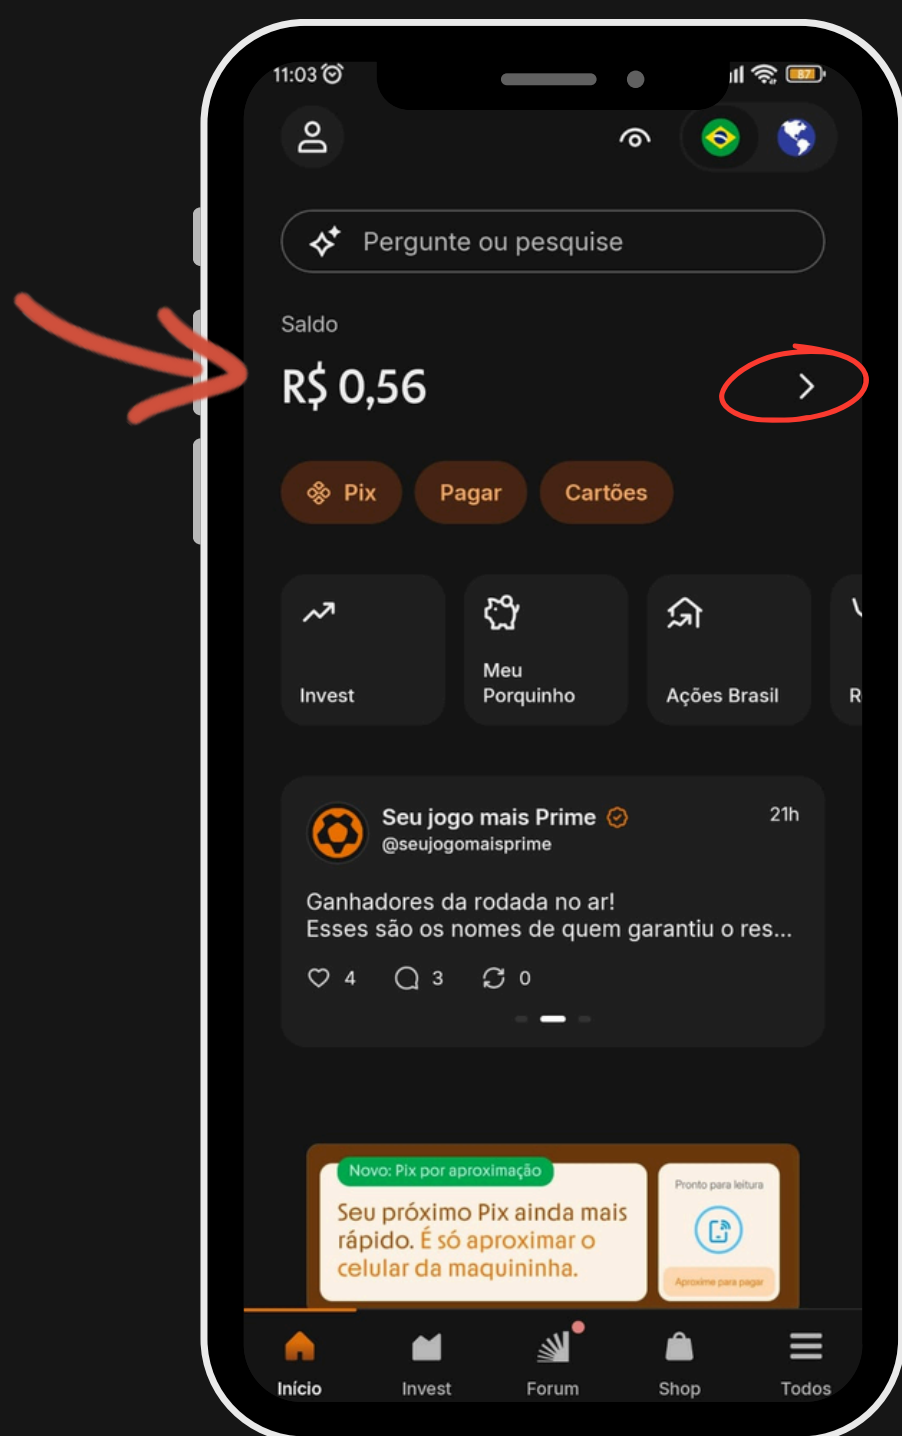 11:03
87
Pergunte ou pesquise
Saldo
R$ 0,56
Pix
Pagar
Cartões
Invest
Meu
Porquinho
Ações Brasil
R
Seu jogo mais Prime
21h
@seujogomaisprime
Ganhadores da rodada no ar!
Esses são os nomes de quem garantiu o res...
4
3
0
Novo: Pix por aproximação
Seu próximo Pix ainda mais
rápido. É só aproximar o
celular da maquininha.
Pronto para leitura
Aproxime para pagar
Início
Invest
Forum
Shop
Todos